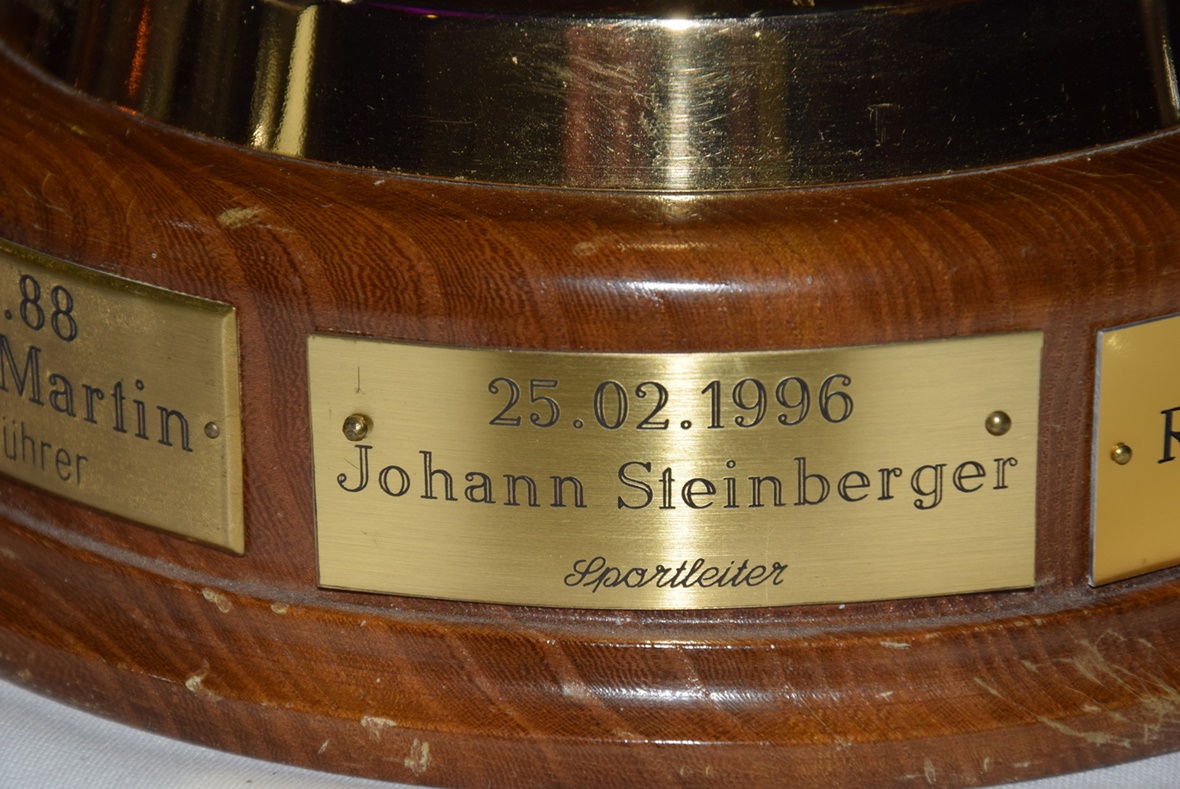 .88
Martin
ührer
25.02.1996
Johann Steinberger
Sportleiter
R